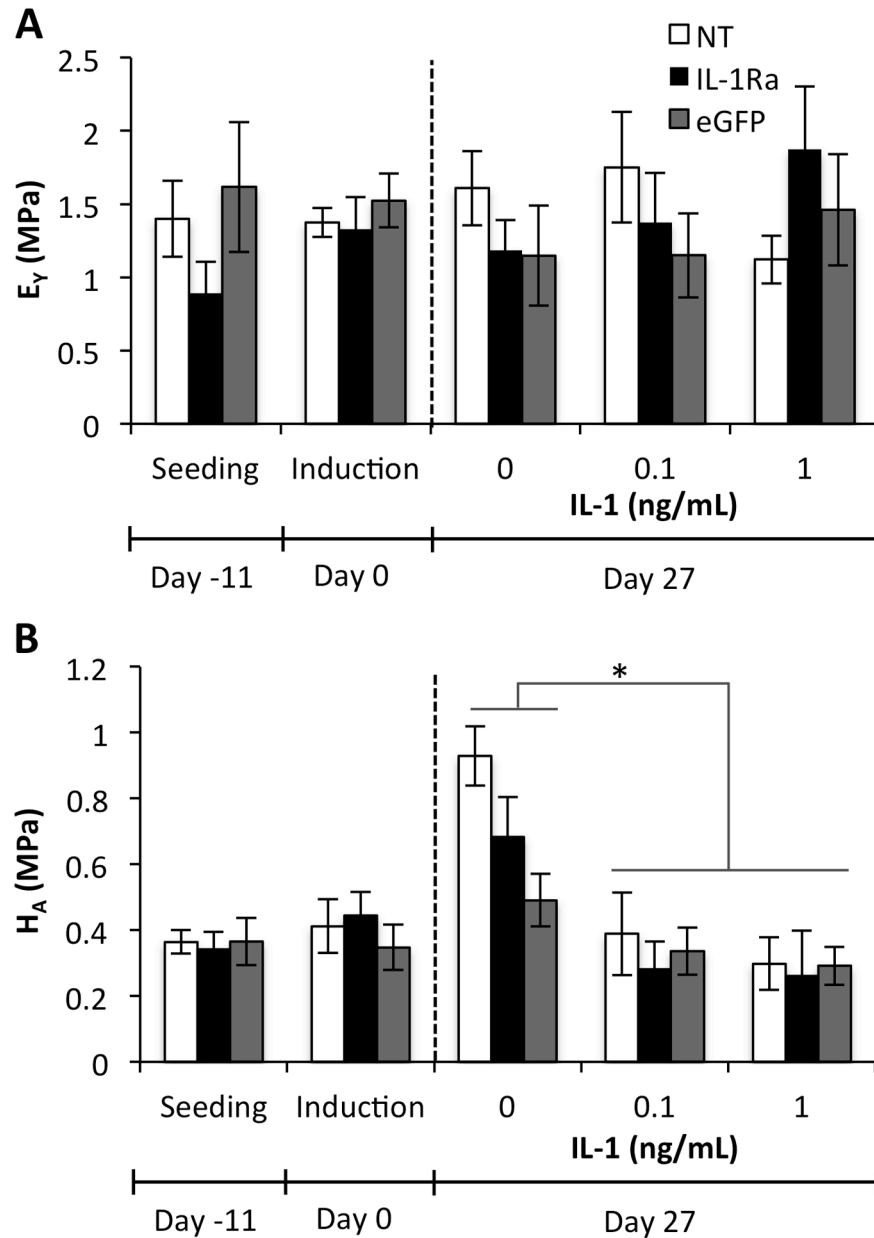 A
NT
IL-1Ra
eGFP
2.5
2
1.5
1
0.5
0
Eγ (MPa)
Seeding Induction 0 0.1 1
IL-1 (ng/mL)
Day -11 Day 0 Day 27
B
1.2
1
0.8
0.6
0.4
0.2
0
H_A (MPa)
*
Seeding Induction 0 0.1 1
IL-1 (ng/mL)
Day -11 Day 0 Day 27